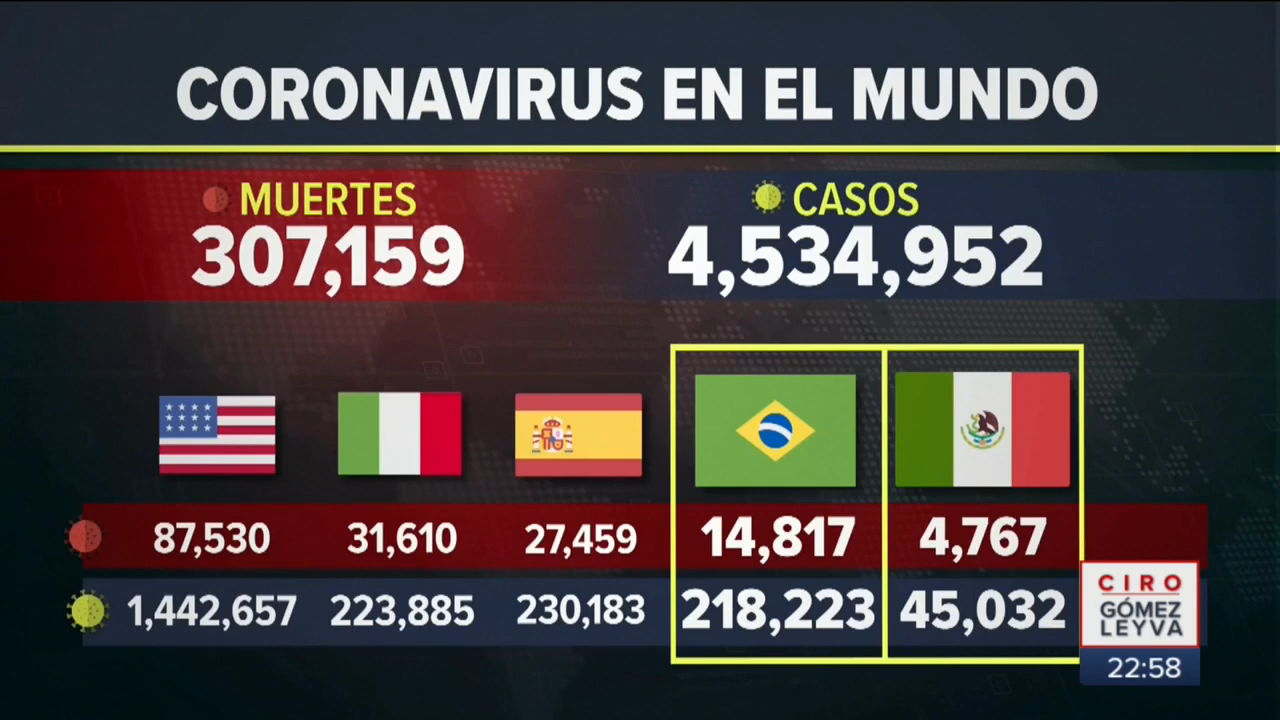 CORONAVIRUS EN EL MUNDO
MUERTES
307,159
CASOS
4,534,952
87,530 31,610 27,459 14,817 4,767
1,442,657 223,885 230,183 218,223 45,032
CIRO
GÓMEZ
LEYVA
22:58